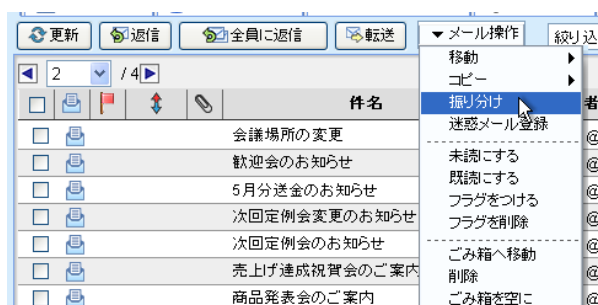 更新 返信 全員に返信 転送 ▼メール操作 絞り込
2 / 4
移動
コピー
振り分け
迷惑メール登録
未読にする
既読にする
フラグをつける
フラグを削除
ごみ箱へ移動
削除
ごみ箱を空に
件名 者
会議場所の変更 @
歓迎会のお知らせ @
5月分送金のお知らせ @
次回定例会変更のお知らせ @
次回定例会のお知らせ @
売上げ達成祝賀会のご案内 @
商品発表会のご案内 @